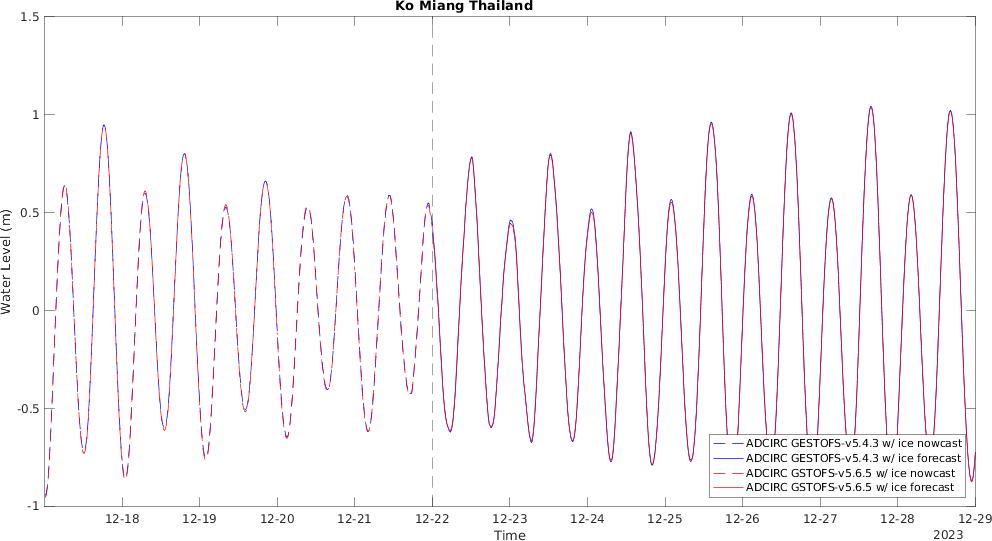 Ko Miang Thailand
1.5
1
0.5
0
-0.5
-1
Water Level (m)
ADCIRC GESTOFS-v5.4.3 w/ ice nowcast
ADCIRC GESTOFS-v5.4.3 w/ ice forecast
ADCIRC GSTOFS-v5.6.5 w/ ice nowcast
ADCIRC GSTOFS-v5.6.5 w/ ice forecast
12-18 12-19 12-20 12-21 12-22 12-23 12-24 12-25 12-26 12-27 12-28 12-29
Time
2023